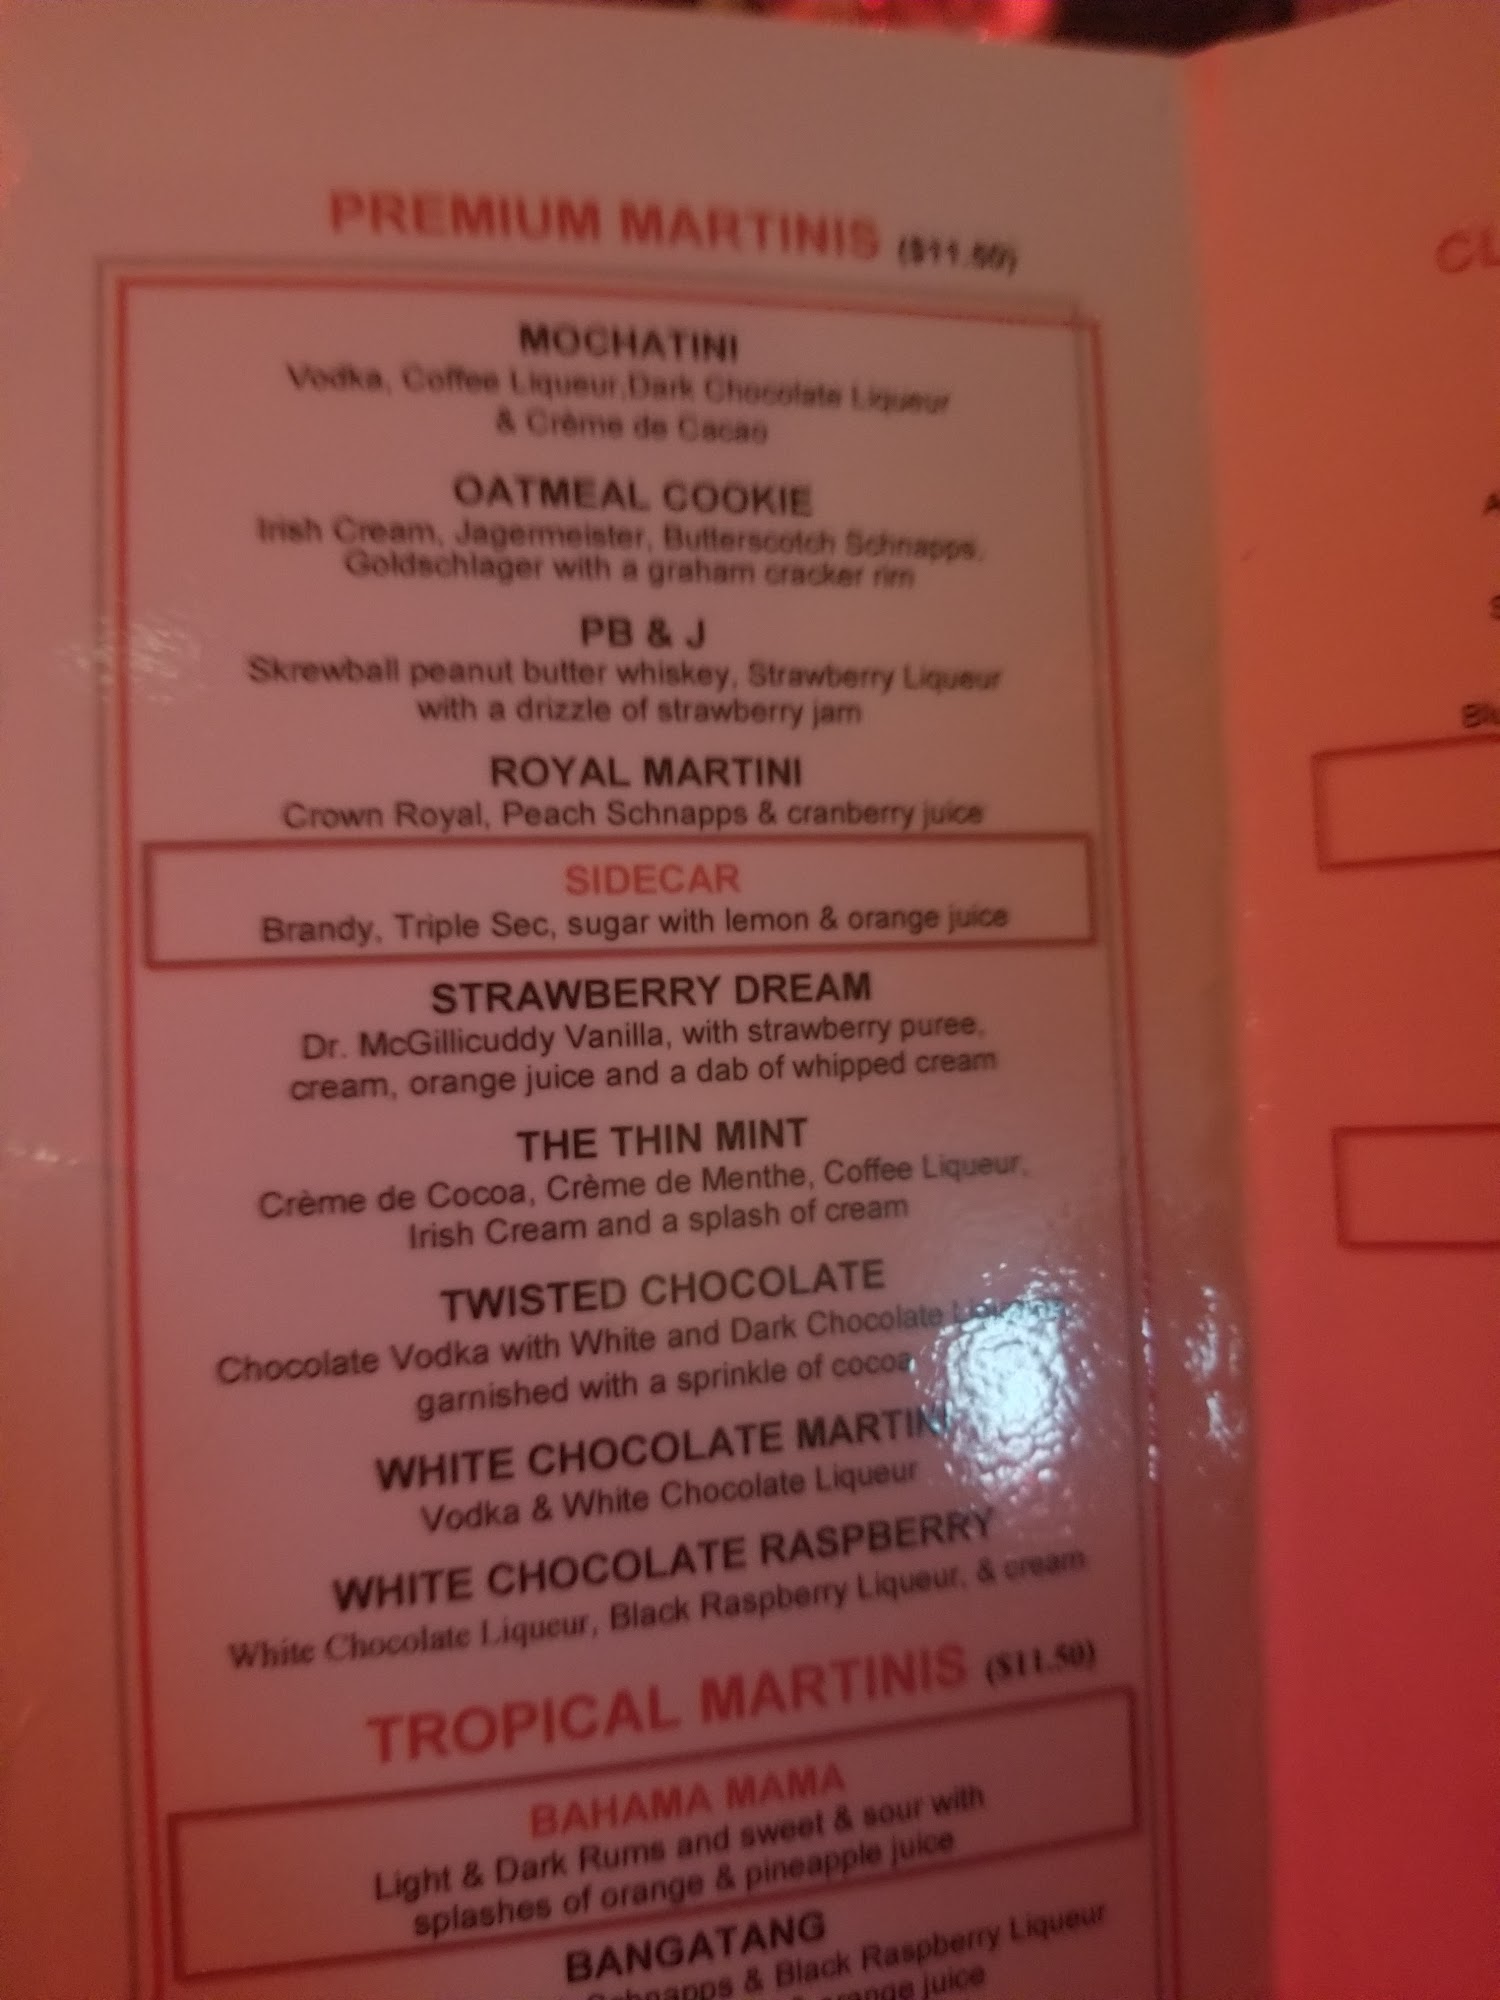 PREMIUM MARTINIS ($11.50)
MOCHATINI
Vodka, Coffee Liqueur,Dark Chocolate Liqueur
& Crème de Cacao
OATMEAL COOKIE
Irish Cream, Jagermeister, Butterscotch Schnapps,
Goldschlager with a graham cracker rim
PB & J
Skrewball peanut butter whiskey, Strawberry Liqueur
with a drizzle of strawberry jam
ROYAL MARTINI
Crown Royal, Peach Schnapps & cranberry juice
SIDECAR
Brandy, Triple Sec, sugar with lemon & orange juice
STRAWBERRY DREAM
Dr. McGillicuddy Vanilla, with strawberry puree,
cream, orange juice and a dab of whipped cream
THE THIN MINT
Crème de Cocoa, Crème de Menthe, Coffee Liqueur,
Irish Cream and a splash of cream
TWISTED CHOCOLATE
Chocolate Vodka with White and Dark Chocolate
garnished with a sprinkle of cocoa
WHITE CHOCOLATE MARTINI
Vodka & White Chocolate Liqueur
WHITE CHOCOLATE RASPBERRY
White Chocolate Liqueur, Black Raspberry Liqueur, & cream
TROPICAL MARTINIS ($11.50)
BAHAMA MAMA
Light & Dark Rums and sweet & sour with
splashes of orange & pineapple juice
BANGATANG
Schnapps & Black Raspberry Liqueur
orange juice